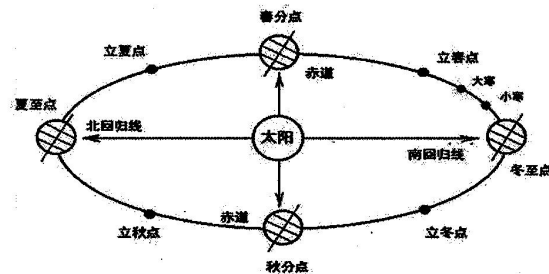 春分点
立夏点
赤道
立春点
大寒
小寒
夏至点
北回归线
太阳
南回归线
冬至点
立秋点
赤道
立冬点
秋分点